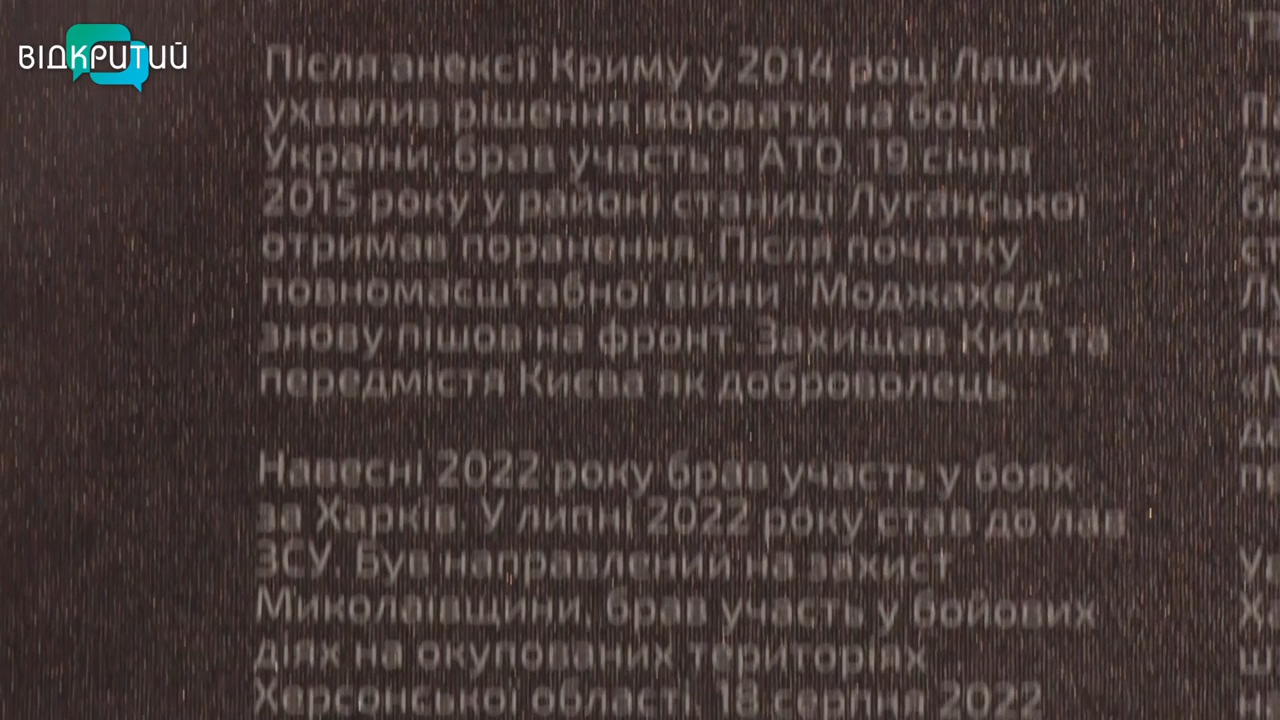 ВІДКРИТИЙ
Після анексії Криму у 2014 році Ляшук
ухвалив рішення воювати на боці
України, брав участь в АТО. 19 січня
2015 року у районі станиці Луганської
отримав поранення. Після початку
повномасштабної війни "Моджахед"
знову пішов на фронт. Захищав Київ та
передмістя Києва як доброволець.
Навесні 2022 року брав участь у боях
за Харків. У липні 2022 року став до лав
ЗСУ. Був направлений на захист
Миколаївщини, брав участь у бойових
діях на окупованих територіях
Херсонської області. 18 серпня 2022